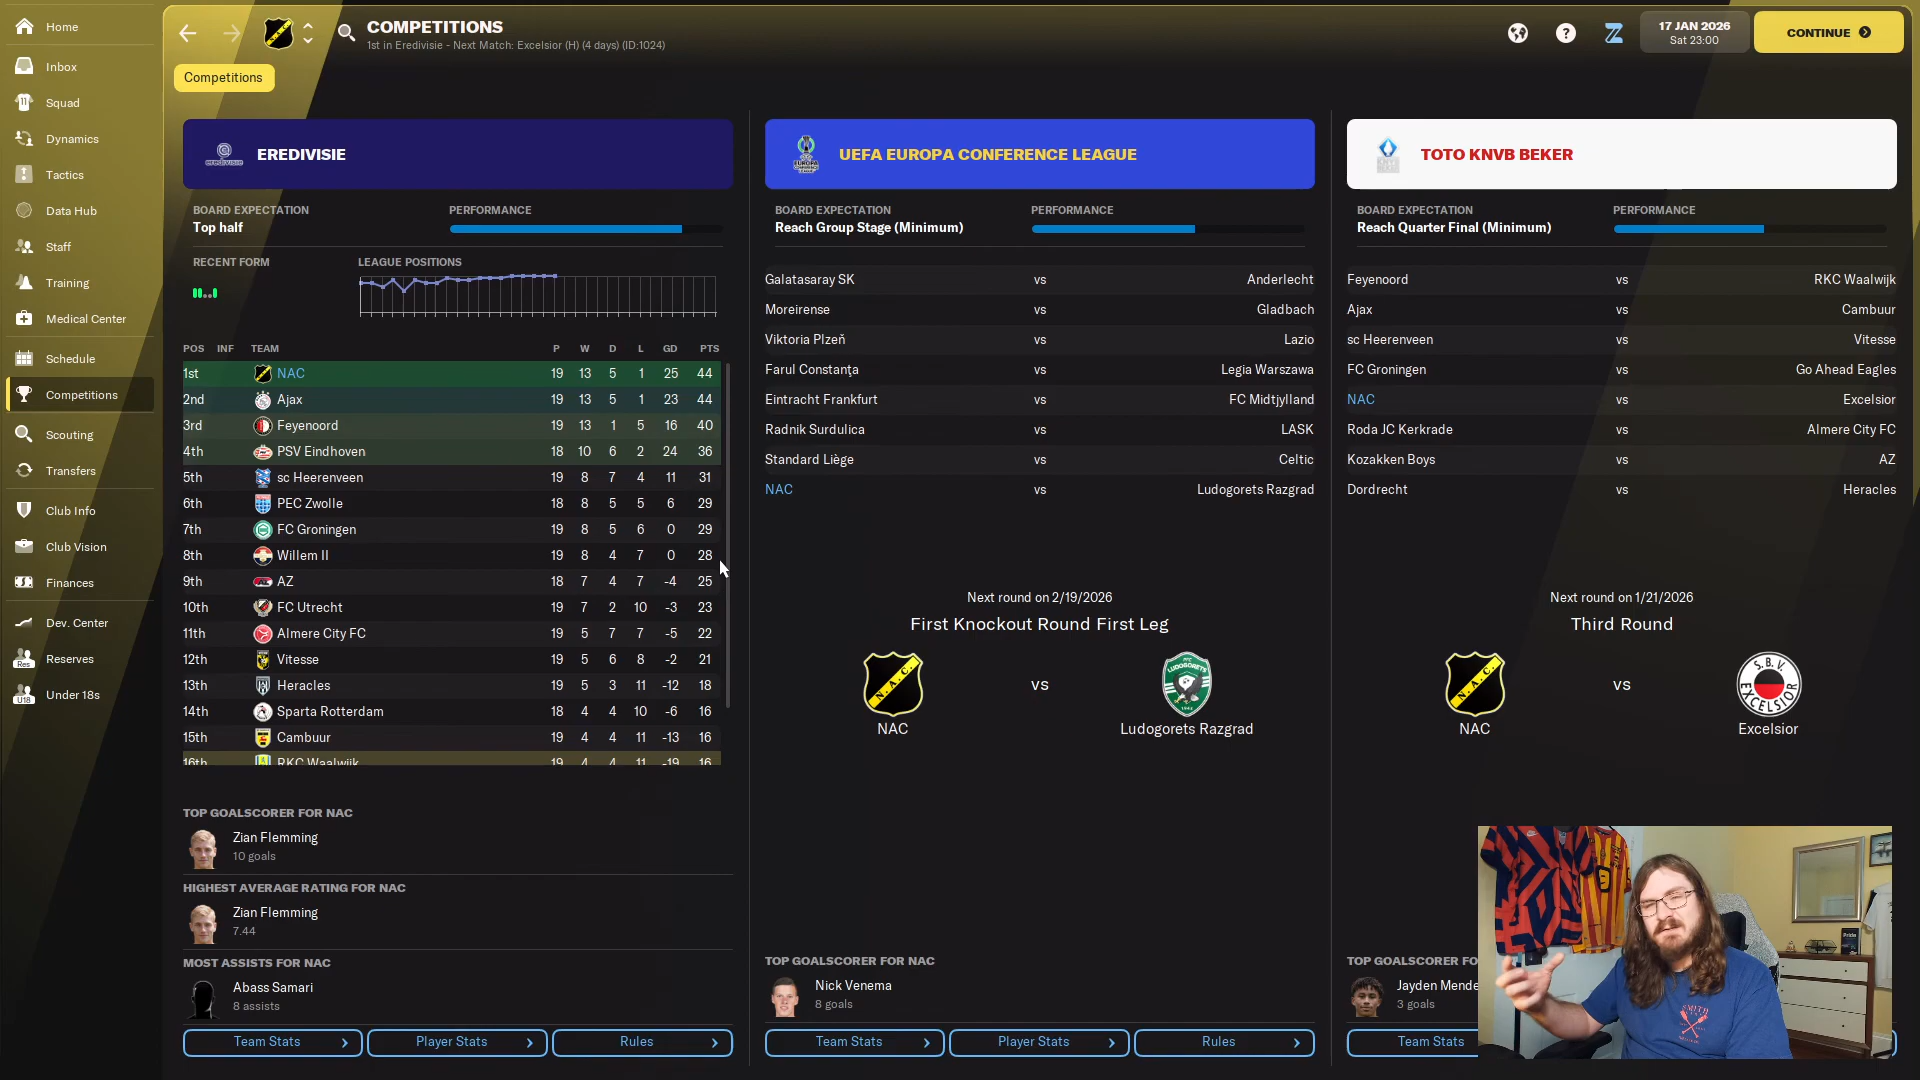 Home
Inbox
Squad
Dynamics
Tactics
Data Hub
Staff
Training
Medical Center
Schedule
Competitions
Scouting
Transfers
Club Info
Club Vision
Finances
Dev. Center
Reserves
Under 18s
COMPETITIONS
1st in Eredivisie - Next Match: Excelsior (H) (4 days) (ID:1024)
17 JAN 2026
Sat 23:00
CONTINUE
Competitions
EREDIVISIE
BOARD EXPECTATION PERFORMANCE
Top half
RECENT FORM LEAGUE POSITIONS
POS INF TEAM P W D L GD PTS
1st NAC 19 13 5 1 25 44
2nd Ajax 19 13 5 1 23 44
3rd Feyenoord 19 13 1 5 16 40
4th PSV Eindhoven 18 10 6 2 24 36
5th sc Heerenveen 19 8 7 4 11 31
6th PEC Zwolle 18 8 5 5 6 29
7th FC Groningen 19 8 5 6 0 29
8th Willem II 19 8 4 7 0 28
9th AZ 18 7 4 7 -4 25
10th FC Utrecht 19 7 2 10 -3 23
11th Almere City FC 19 5 7 7 -5 22
12th Vitesse 19 5 6 8 -2 21
13th Heracles 19 5 3 11 -12 18
14th Sparta Rotterdam 18 4 4 10 -6 16
15th Cambuur 19 4 4 11 -13 16
16th RKC Waalwijk 19 4 4 11 -19 16
TOP GOALSCORER FOR NAC
Zian Flemming
10 goals
HIGHEST AVERAGE RATING FOR NAC
Zian Flemming
7.44
MOST ASSISTS FOR NAC
Abass Samari
8 assists
Team Stats Player Stats Rules
UEFA EUROPA CONFERENCE LEAGUE
BOARD EXPECTATION PERFORMANCE
Reach Group Stage (Minimum)
Galatasaray SK vs Anderlecht
Moreirense vs Gladbach
Viktoria Plzeň vs Lazio
Farul Constanţa vs Legia Warszawa
Eintracht Frankfurt vs FC Midtjylland
Radnik Surdulica vs LASK
Standard Liège vs Celtic
NAC vs Ludogorets Razgrad
Next round on 2/19/2026
First Knockout Round First Leg
vs
NAC Ludogorets Razgrad
TOP GOALSCORER FOR NAC
Nick Venema
8 goals
Team Stats Player Stats Rules
TOTO KNVB BEKER
BOARD EXPECTATION PERFORMANCE
Reach Quarter Final (Minimum)
Feyenoord vs RKC Waalwijk
Ajax vs Cambuur
sc Heerenveen vs Vitesse
FC Groningen vs Go Ahead Eagles
NAC vs Excelsior
Roda JC Kerkrade vs Almere City FC
Kozakken Boys vs AZ
Dordrecht vs Heracles
Next round on 1/21/2026
Third Round
N.A.C. vs S.B.V. EXCELSIOR
NAC Excelsior
TOP GOALSCORER FO
Jayden Mende
3 goals
Team Stats
Pride